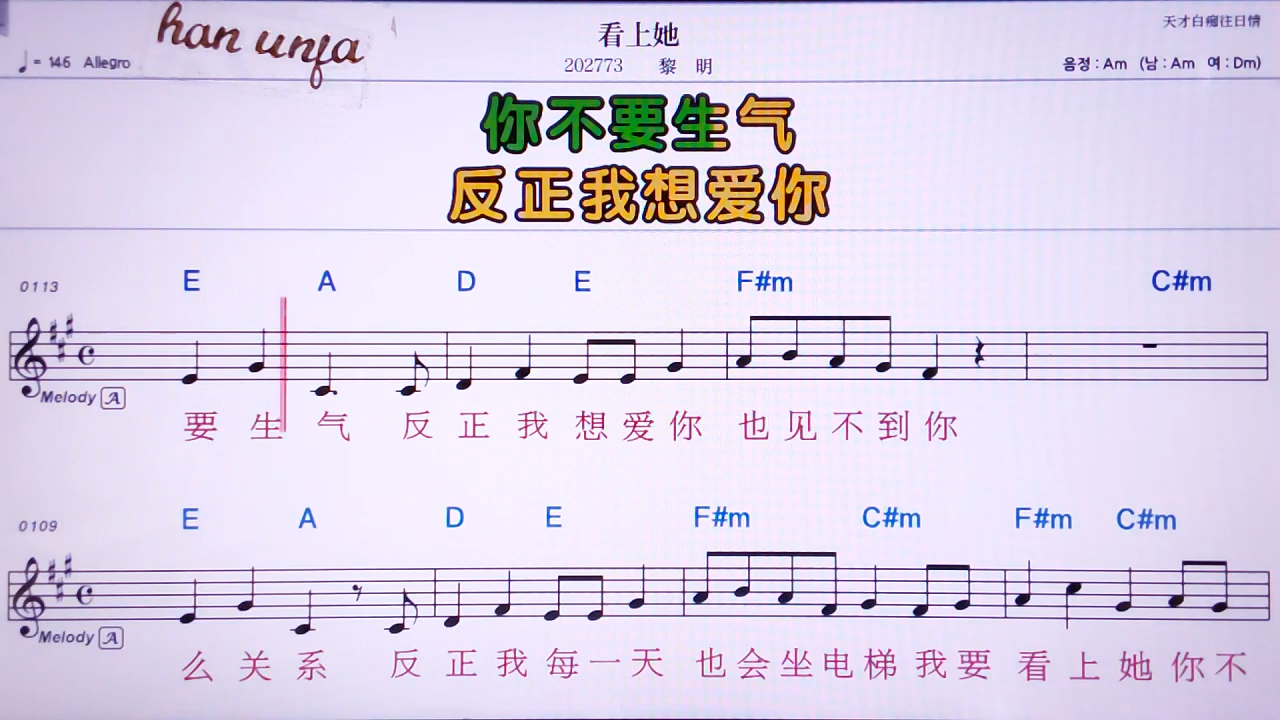 han unfa
看上她
天才白痴往日情
♩= 146 Allegro
202773 黎明
음정 : Am (남 : Am 여 : Dm)
你不要生气
反正我想爱你
0113
E A D E F#m C#m
Melody A
要生气 反正我想爱你 也见不到你
0109
E A D E F#m C#m F#m C#m
Melody A
么关系 反正我每一天 也会坐电梯我要看上她你不